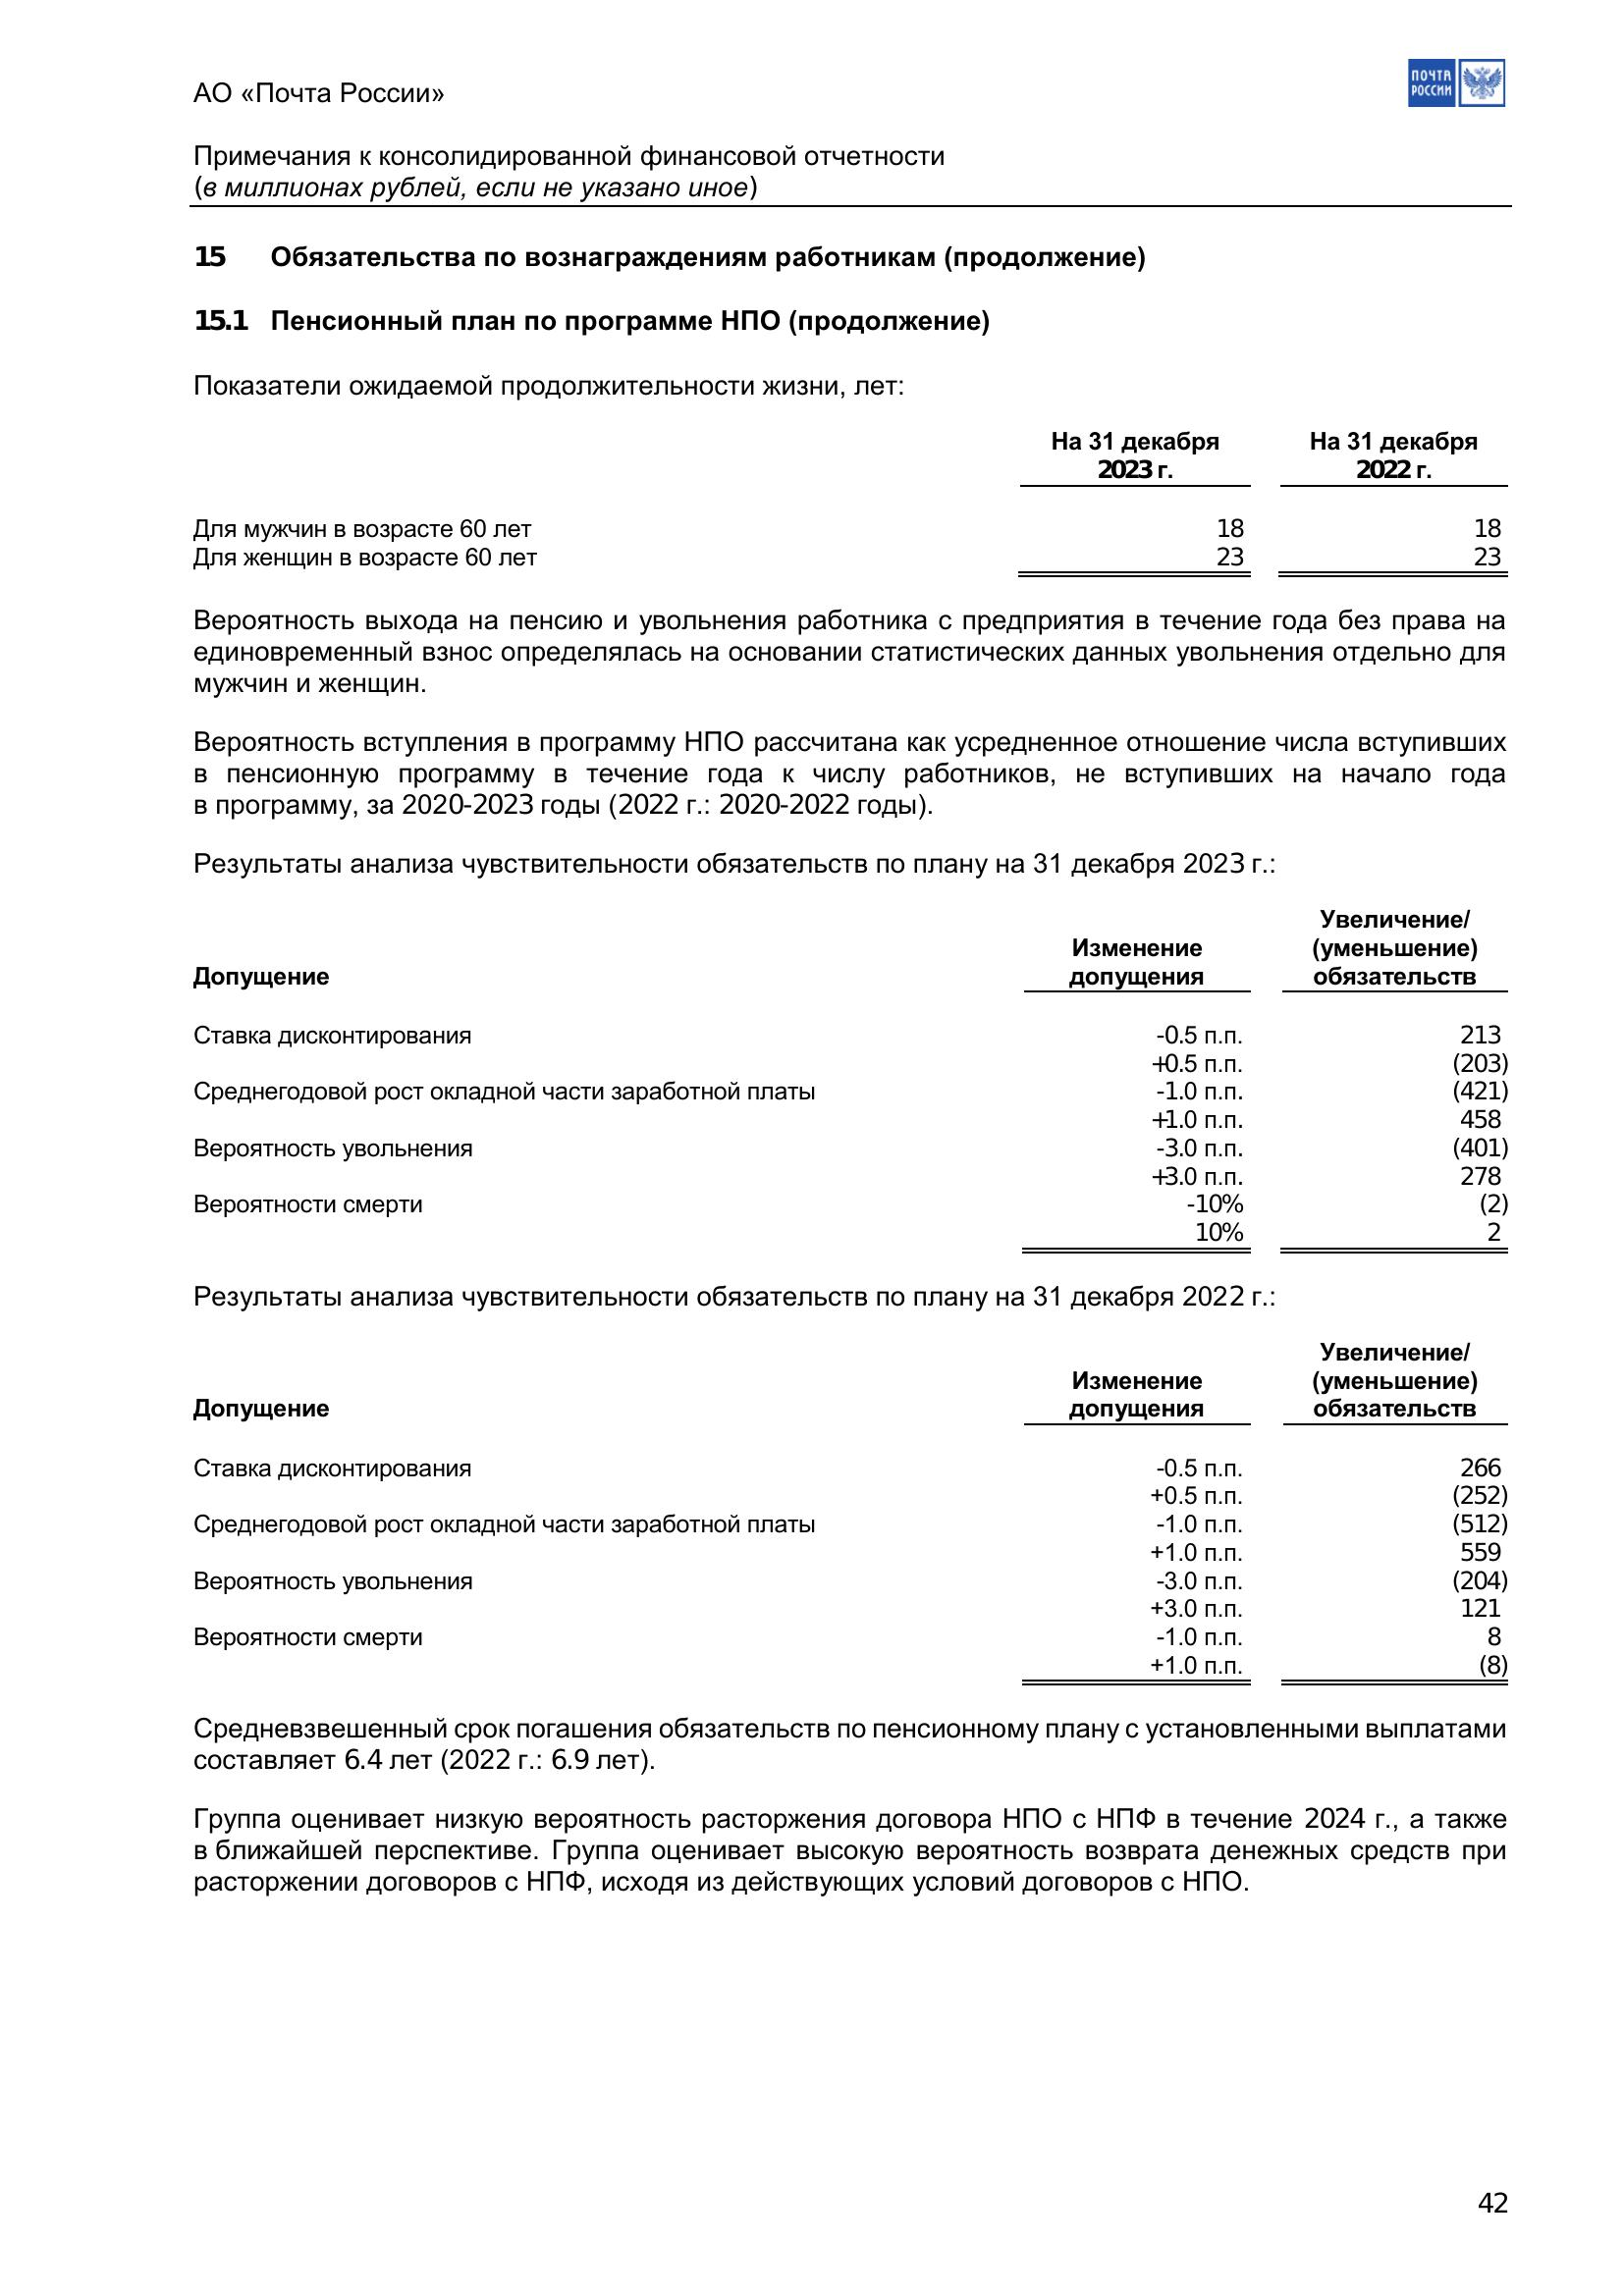 АО «Почта России»
ПОЧТА
РОССИИ
Примечания к консолидированной финансовой отчетности
(в миллионах рублей, если не указано иное)
15 Обязательства по вознаграждениям работникам (продолжение)
15.1 Пенсионный план по программе НПО (продолжение)
Показатели ожидаемой продолжительности жизни, лет:
На 31 декабря На 31 декабря
2023 г. 2022 г.
Для мужчин в возрасте 60 лет 18 18
Для женщин в возрасте 60 лет 23 23
Вероятность выхода на пенсию и увольнения работника с предприятия в течение года без права на
единовременный взнос определялась на основании статистических данных увольнения отдельно для
мужчин и женщин.
Вероятность вступления в программу НПО рассчитана как усредненное отношение числа вступивших
в пенсионную программу в течение года к числу работников, не вступивших на начало года
в программу, за 2020-2023 годы (2022 г.: 2020-2022 годы).
Результаты анализа чувствительности обязательств по плану на 31 декабря 2023 г.:
Увеличение/
Изменение (уменьшение)
Допущение допущения обязательств
Ставка дисконтирования -0.5 п.п. 213
+0.5 п.п. (203)
Среднегодовой рост окладной части заработной платы -1.0 п.п. (421)
+1.0 п.п. 458
Вероятность увольнения -3.0 п.п. (401)
+3.0 п.п. 278
Вероятности смерти -10% (2)
10% 2
Результаты анализа чувствительности обязательств по плану на 31 декабря 2022 г.:
Увеличение/
Изменение (уменьшение)
Допущение допущения обязательств
Ставка дисконтирования -0.5 п.п. 266
+0.5 п.п. (252)
Среднегодовой рост окладной части заработной платы -1.0 п.п. (512)
+1.0 п.п. 559
Вероятность увольнения -3.0 п.п. (204)
+3.0 п.п. 121
Вероятности смерти -1.0 п.п. 8
+1.0 п.п. (8)
Средневзвешенный срок погашения обязательств по пенсионному плану с установленными выплатами
составляет 6.4 лет (2022 г.: 6.9 лет).
Группа оценивает низкую вероятность расторжения договора НПО с НПФ в течение 2024 г., а также
в ближайшей перспективе. Группа оценивает высокую вероятность возврата денежных средств при
расторжении договоров с НПФ, исходя из действующих условий договоров с НПО.
42